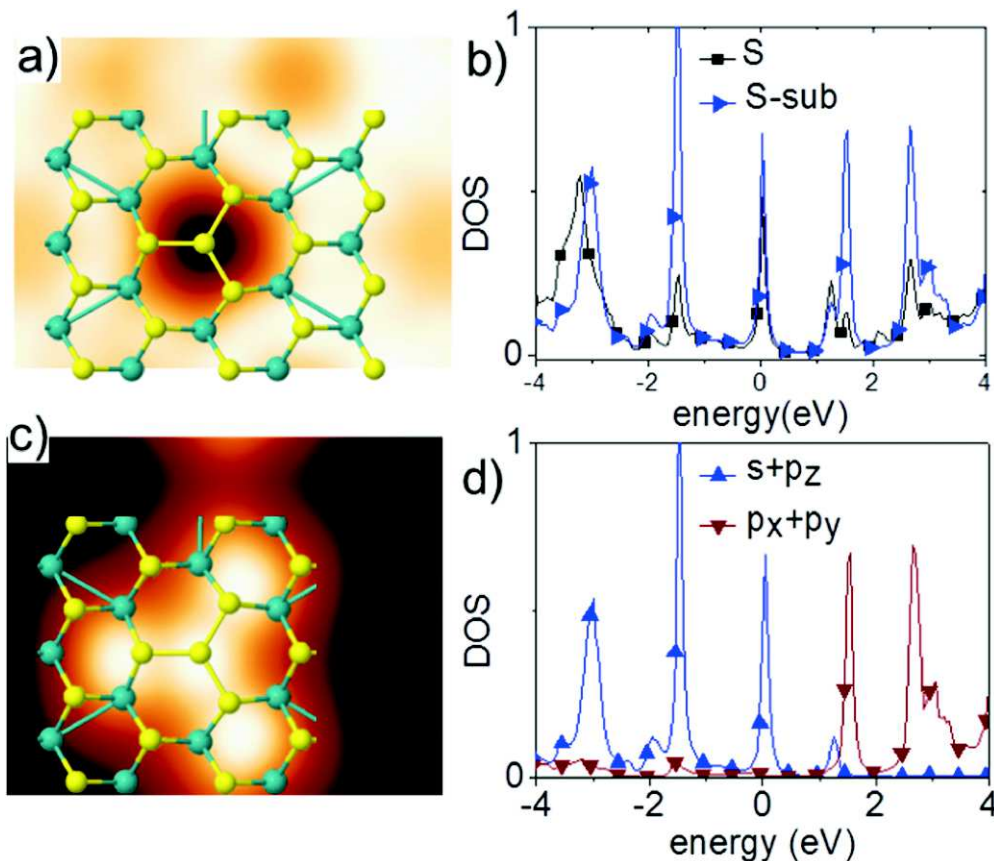 a)
b)
S
S-sub
1
DOS
0
-4 -2 0 2 4
energy(eV)
c)
d)
s+pz
px+py
1
DOS
0
-4 -2 0 2 4
energy (eV)